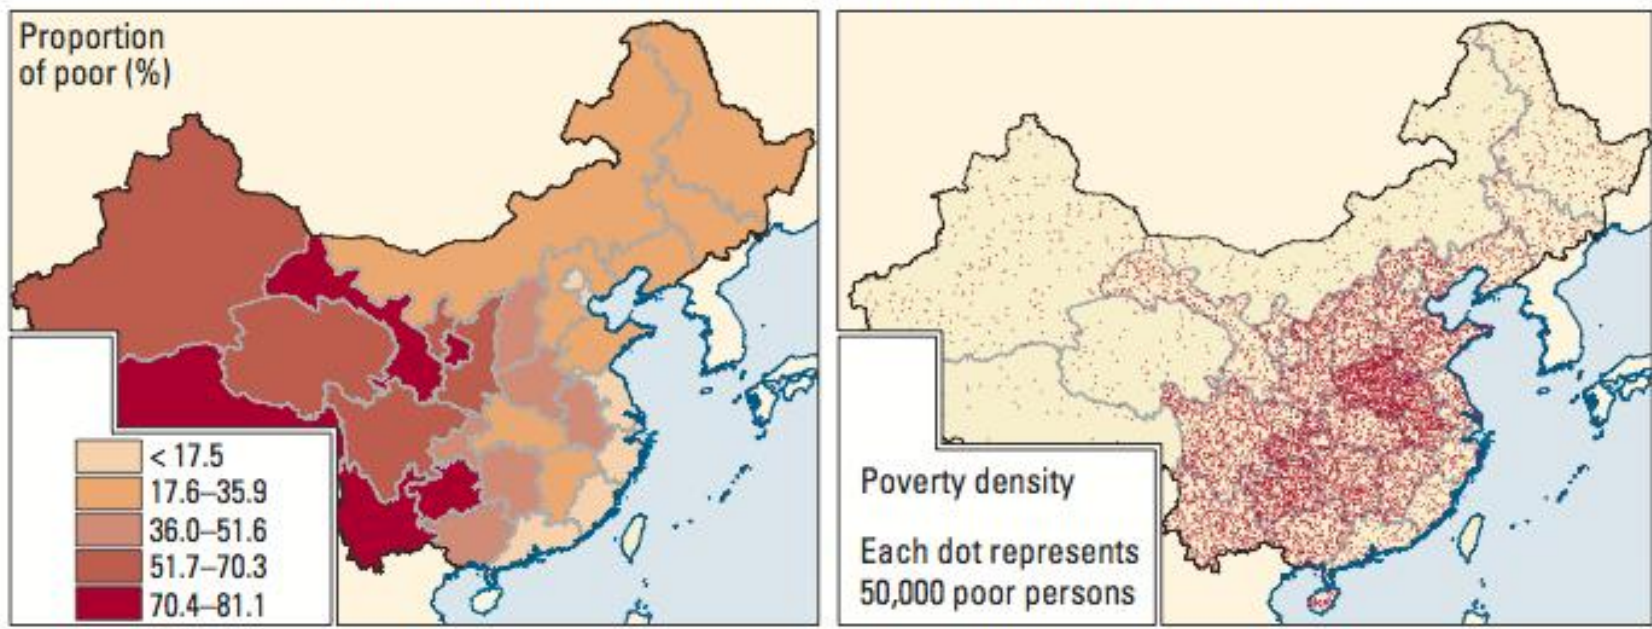 Proportion
of poor (%)
< 17.5
17.6–35.9
36.0–51.6
51.7–70.3
70.4–81.1
Poverty density
Each dot represents
50,000 poor persons